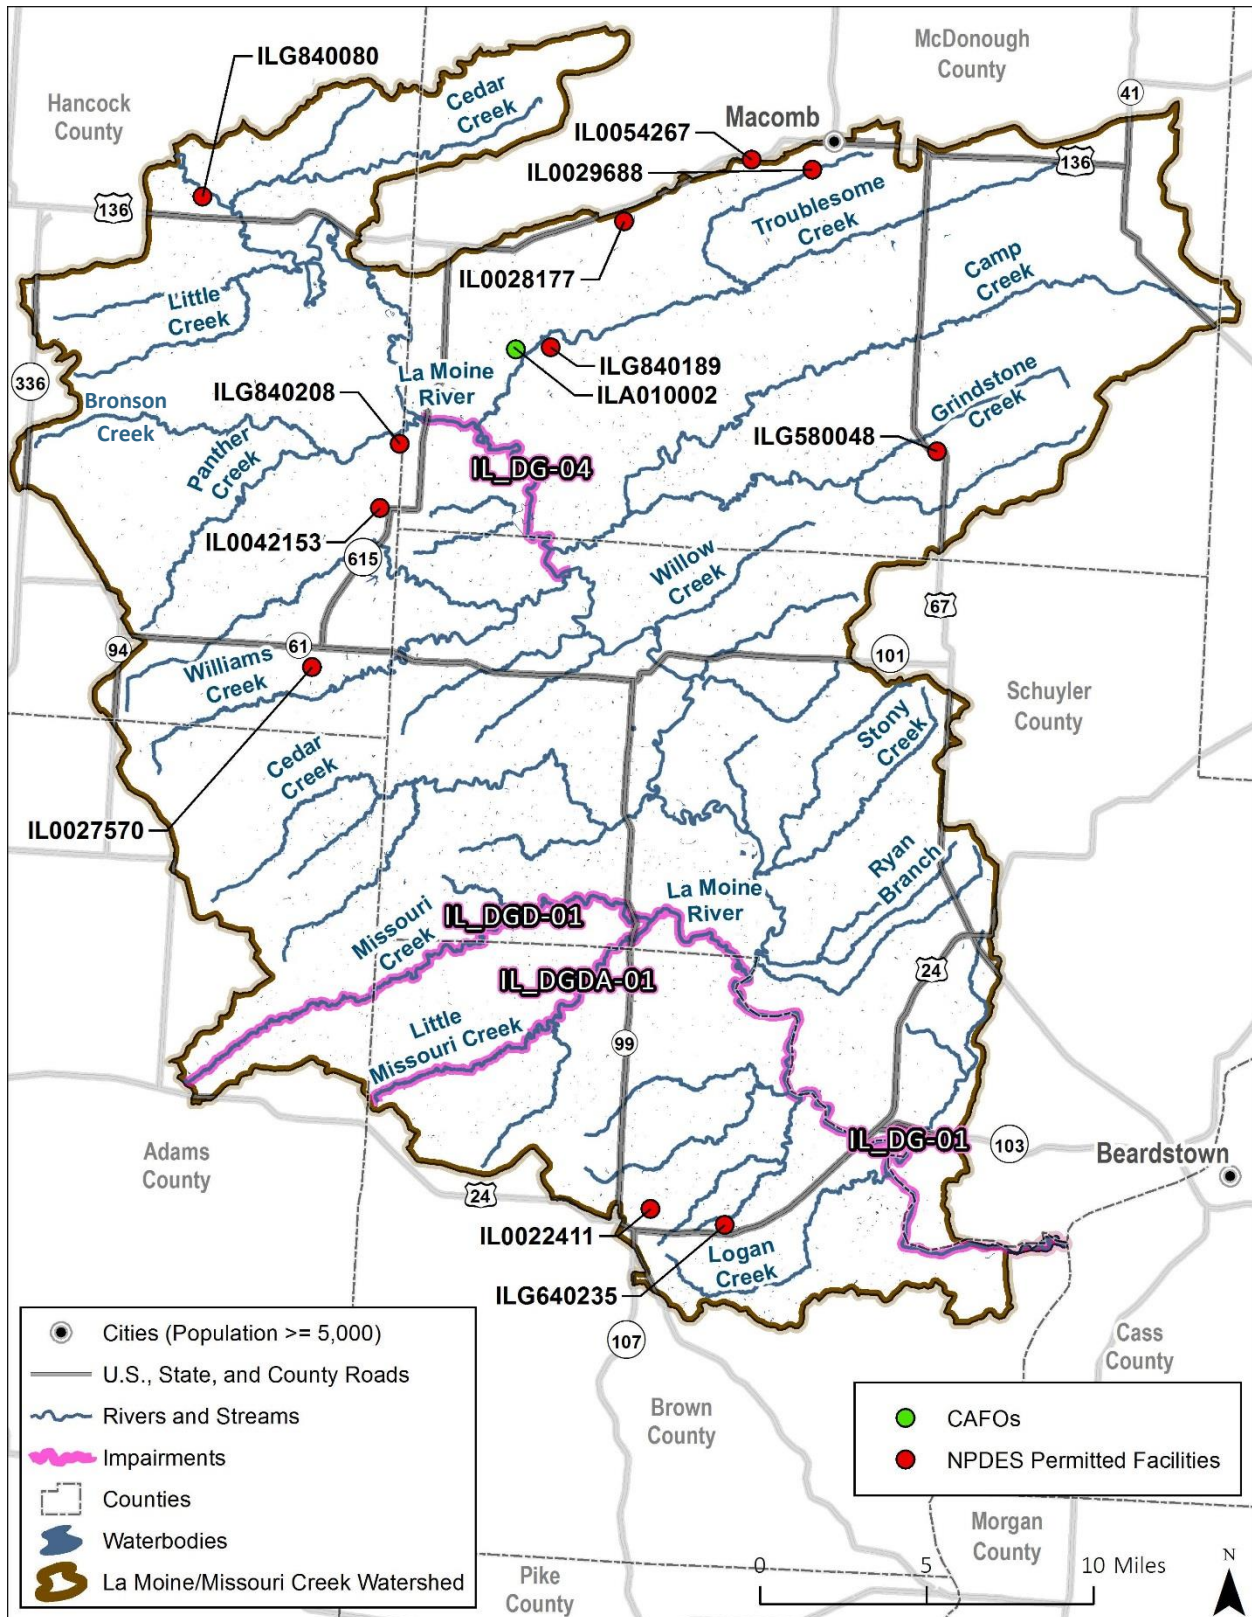 ILG840080
McDonough
County
Hancock
County
Cedar
Creek
41
IL0054267
Macomb
IL0029688
136
136
Troublesome
Creek
IL0028177
Camp
Creek
Little
Creek
336
La Moine
River
ILG840189
ILA010002
ILG840208
Bronson
Creek
Panther
Creek
Grindstone
Creek
ILG580048
IL_DG-04
IL0042153
615
Willow
Creek
67
94
61
101
Williams
Creek
Schuyler
County
Stony
Creek
Cedar
Creek
IL0027570
Ryan
Branch
La Moine
River
Missouri
Creek
IL_DGD-01
IL_DGDA-01
24
Little
Missouri Creek
99
IL_DG-01
103
Adams
County
Beardstown
24
IL0022411
Logan
Creek
ILG640235
107
Cass
County
Brown
County
Morgan
County
Pike
County
Cities (Population >= 5,000)
U.S., State, and County Roads
Rivers and Streams
Impairments
Counties
Waterbodies
La Moine/Missouri Creek Watershed
CAFOs
NPDES Permitted Facilities
0 5 10 Miles
N